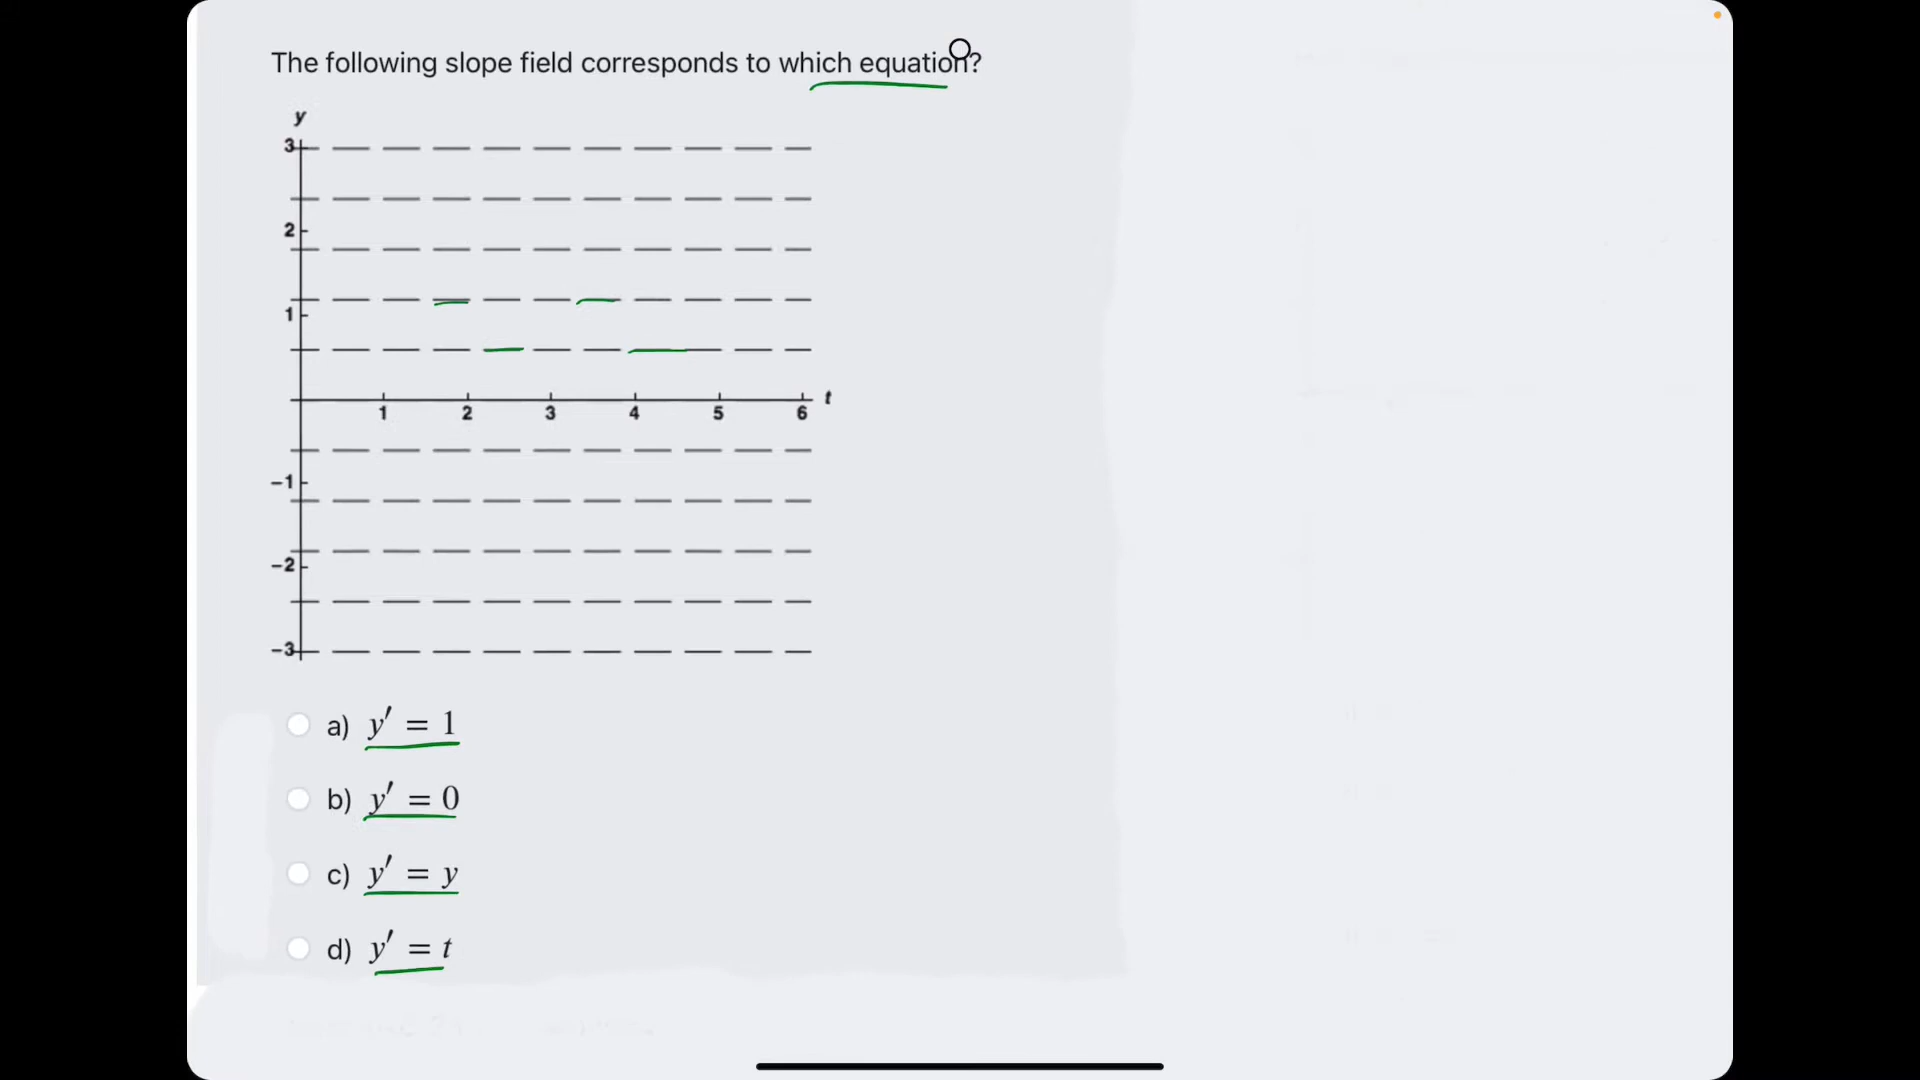 The following slope field corresponds to which equation?
y
3
2
1
1 2 3 4 5 6 t
−1
−2
−3
a) y′ = 1
b) y′ = 0
c) y′ = y
d) y′ = t